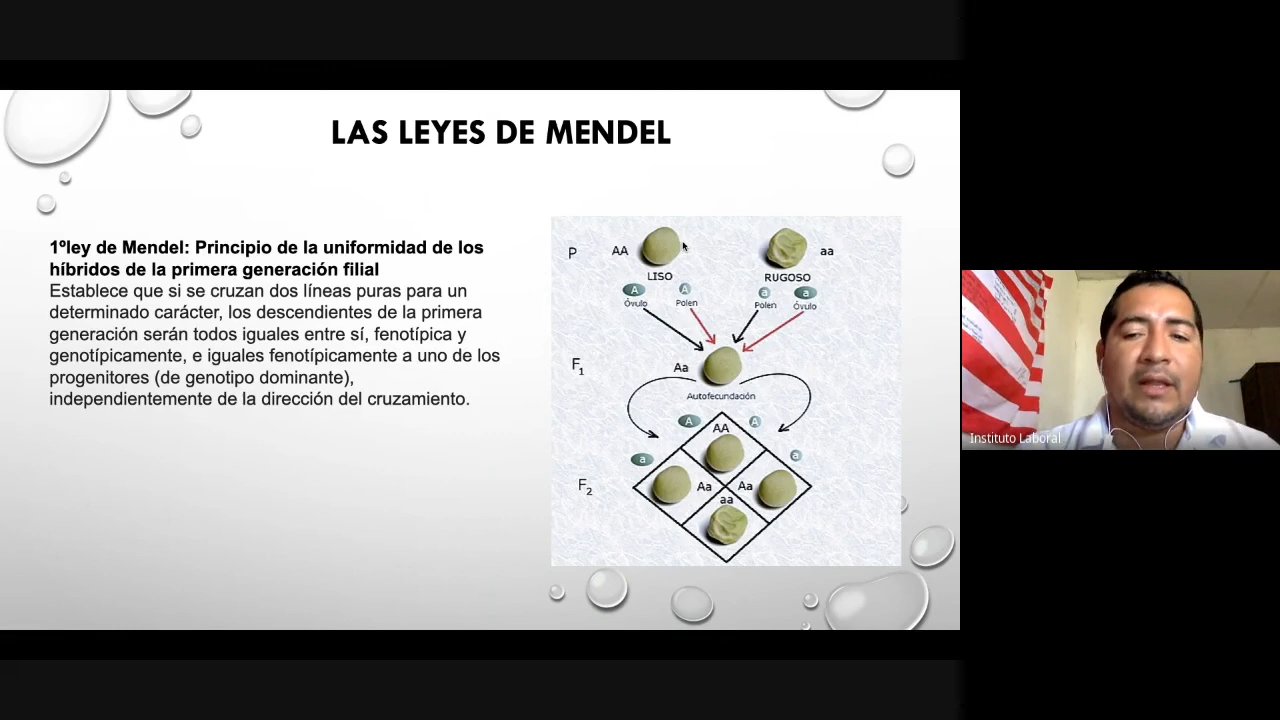 LAS LEYES DE MENDEL
1ºley de Mendel: Principio de la uniformidad de los
híbridos de la primera generación filial
Establece que si se cruzan dos líneas puras para un
determinado carácter, los descendientes de la primera
generación serán todos iguales entre sí, fenotípica y
genotípicamente, e iguales fenotípicamente a uno de los
progenitores (de genotipo dominante),
independientemente de la dirección del cruzamiento.
P AA aa
LISO RUGOSO
A A a a
Óvulo Polen Polen Óvulo
F1 Aa
Autofecundación
A AA A
a a
F2 Aa Aa
aa
Instituto Laboral